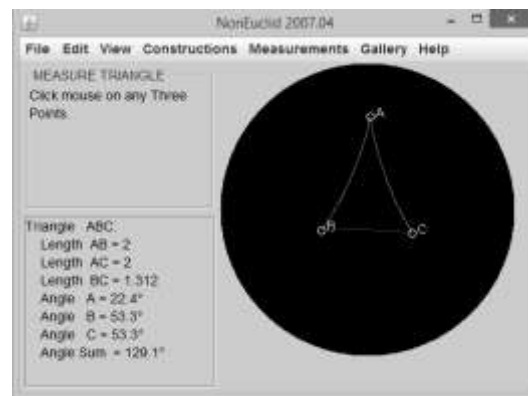 NonEuclid 2007.04
File Edit View Constructions Measurements Gallery Help
MEASURE TRIANGLE
Click mouse on any Three
Points.
A
B
C
Triangle ABC.
Length AB = 2
Length AC = 2
Length BC = 1.312
Angle A = 22.4°
Angle B = 53.3°
Angle C = 53.3°
Angle Sum = 129.1°